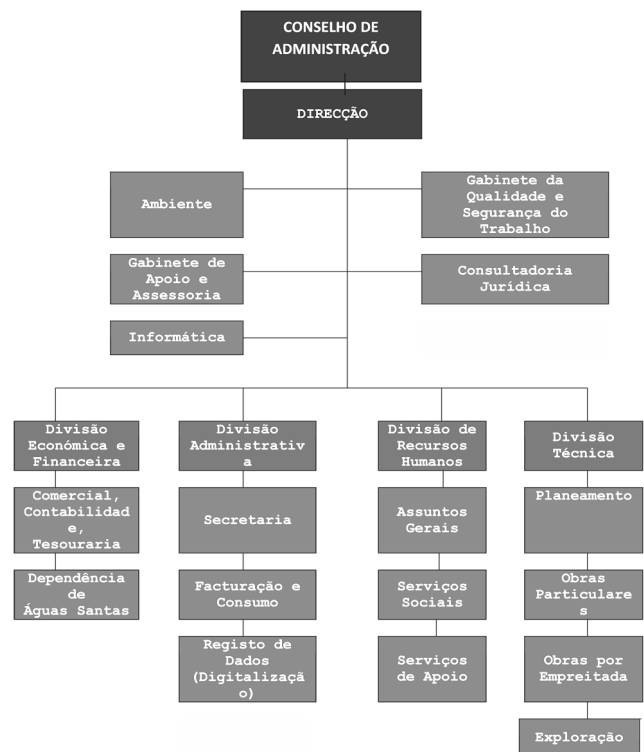 CONSELHO DE
ADMINISTRAÇÃO
DIRECÇÃO
Ambiente
Gabinete da
Qualidade e
Segurança do
Trabalho
Gabinete de
Apoio e
Assessoria
Consultadoria
Jurídica
Informática
Divisão
Económica e
Financeira
Divisão
Administrativ
a
Divisão de
Recursos
Humanos
Divisão
Técnica
Comercial,
Contabilidad
e,
Tesouraria
Secretaria
Assuntos
Gerais
Planeamento
Dependência
de
Águas Santas
Facturação e
Consumo
Serviços
Sociais
Obras
Particulare
s
Registo de
Dados
(Digitalizaçã
o)
Serviços
de Apoio
Obras por
Empreitada
Exploração